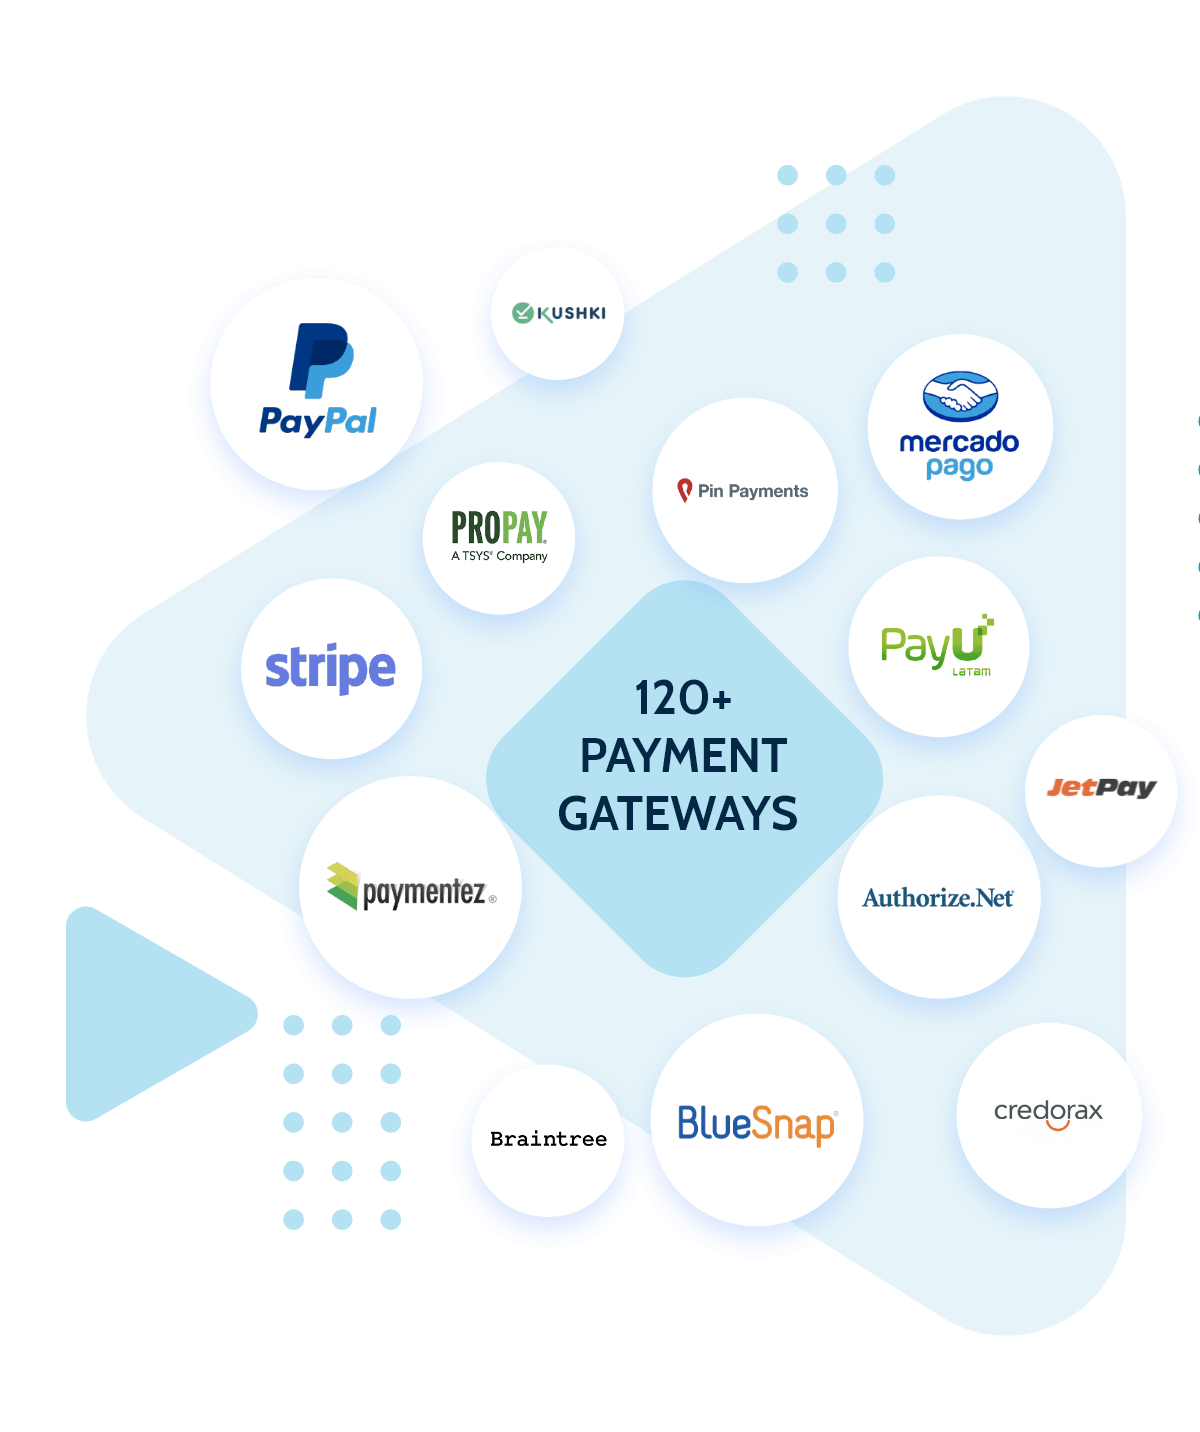 KUSHKI
PayPal
mercado
pago
Pin Payments
PROPAY.
A TSYS® Company
stripe
PayU
LATAM
120+
PAYMENT
GATEWAYS
JetPay
paymentez®
Authorize.Net
Braintree
BlueSnap®
credorax